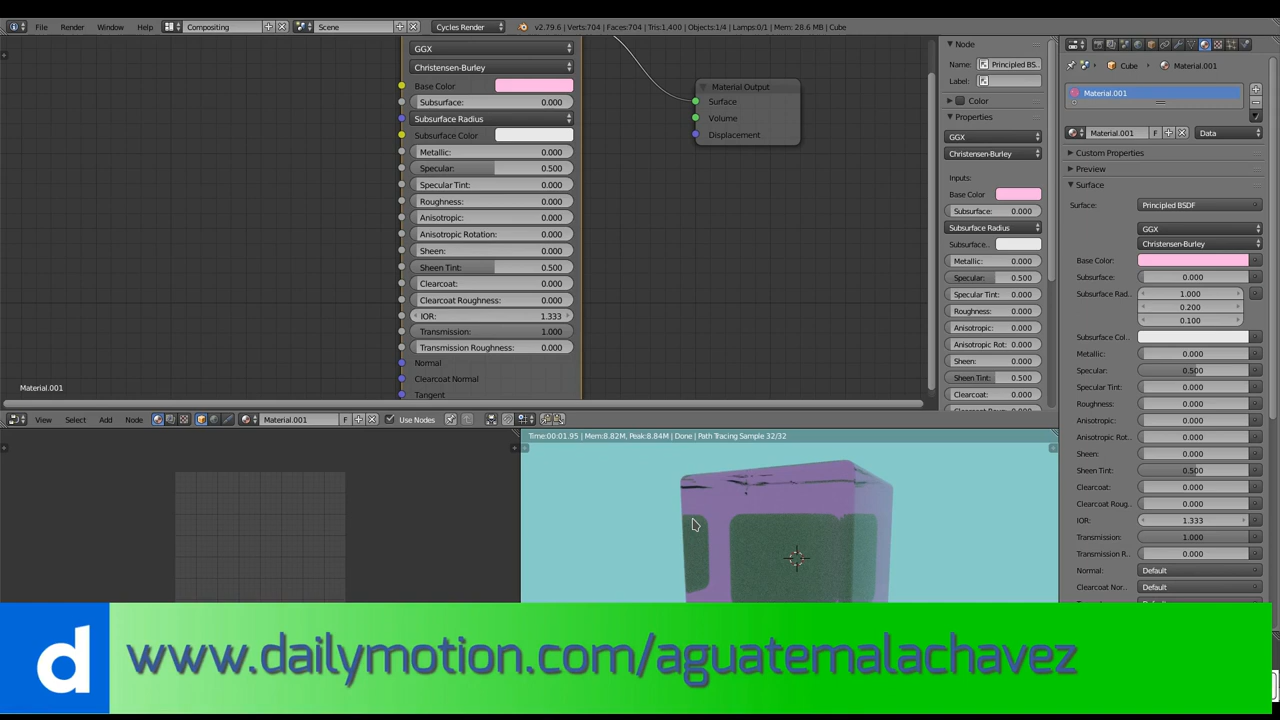 File Render Window Help Compositing Scene Cycles Render v2.79.6 | Verts:704 | Faces:704 | Tris:1,400 | Objects:1/4 | Lamps:0/1 | Mem: 28.6 MB | Cube
GGX
Christensen-Burley
Base Color
Subsurface: 0.000
Subsurface Radius
Subsurface Color
Metallic: 0.000
Specular: 0.500
Specular Tint: 0.000
Roughness: 0.000
Anisotropic: 0.000
Anisotropic Rotation: 0.000
Sheen: 0.000
Sheen Tint: 0.500
Clearcoat: 0.000
Clearcoat Roughness: 0.000
IOR: 1.333
Transmission: 1.000
Transmission Roughness: 0.000
Normal
Clearcoat Normal
Tangent
Material.001
Material Output
Surface
Volume
Displacement
Node
Name: Principled BS..
Label:
Color
Properties
GGX
Christensen-Burley
Inputs:
Base Color
Subsurface: 0.000
Subsurface Radius
Subsurface..
Metallic: 0.000
Specular: 0.500
Specular Tint: 0.000
Roughness: 0.000
Anisotropic: 0.000
Anisotropic Rot: 0.000
Sheen: 0.000
Sheen Tint: 0.500
Clearcoat: 0.000
Cube Material.001
Material.001
Material.001 F Data
Custom Properties
Preview
Surface
Surface: Principled BSDF
GGX
Christensen-Burley
Base Color:
Subsurface: 0.000
Subsurface Rad.. 1.000
0.200
0.100
Subsurface Col..
Metallic: 0.000
Specular: 0.500
Specular Tint: 0.000
Roughness: 0.000
Anisotropic: 0.000
Anisotropic Rot.. 0.000
Sheen: 0.000
Sheen Tint: 0.500
Clearcoat: 0.000
Clearcoat Roug.. 0.000
IOR: 1.333
Transmission: 1.000
Transmission R.. 0.000
Normal: Default
Clearcoat Nor.. Default
View Select Add Node Material.001 F Use Nodes
Time:00:01.95 | Mem:8.82M, Peak:8.84M | Done | Path Tracing Sample 32/32
d www.dailymotion.com/aguatemalachavez